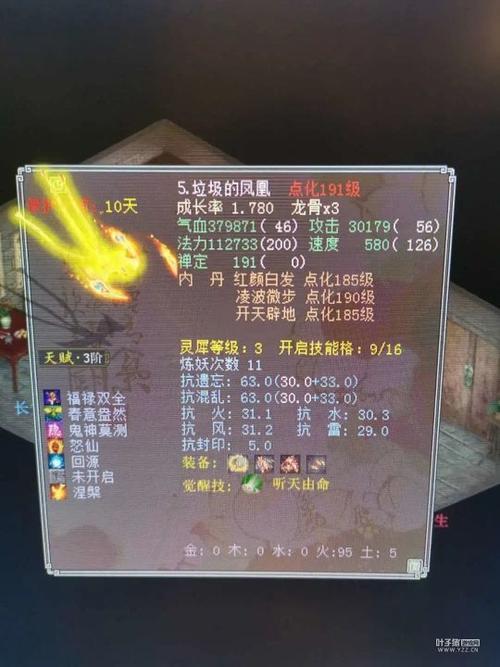 5.垃圾的凤凰 点化191级
10天
成长率 1.780 龙骨x3
气血379871( 46) 攻击 30179( 56)
法力112733(200) 速度 580( 126)
禅定 191( 0)
内 丹 红颜白发 点化185级
凌波微步 点化190级
开天辟地 点化185级
天赋·3阶
灵犀等级:3 开启技能格:9/16
炼妖次数 11
抗遗忘: 63.0(30.0+33.0)
抗混乱: 63.0(30.0+33.0)
抗 火: 31.1 抗 水: 30.3
抗 风: 31.2 抗 雷: 29.0
抗封印: 5.0
装备:
觉醒技: 听天由命
福禄双全
春意盎然
鬼神莫测
怒仙
回源
未开启
涅槃
金: 0 木: 0 水: 0 火:95 土: 5
长
生
叶子猪 游戏网
WWW.YZZ.CN